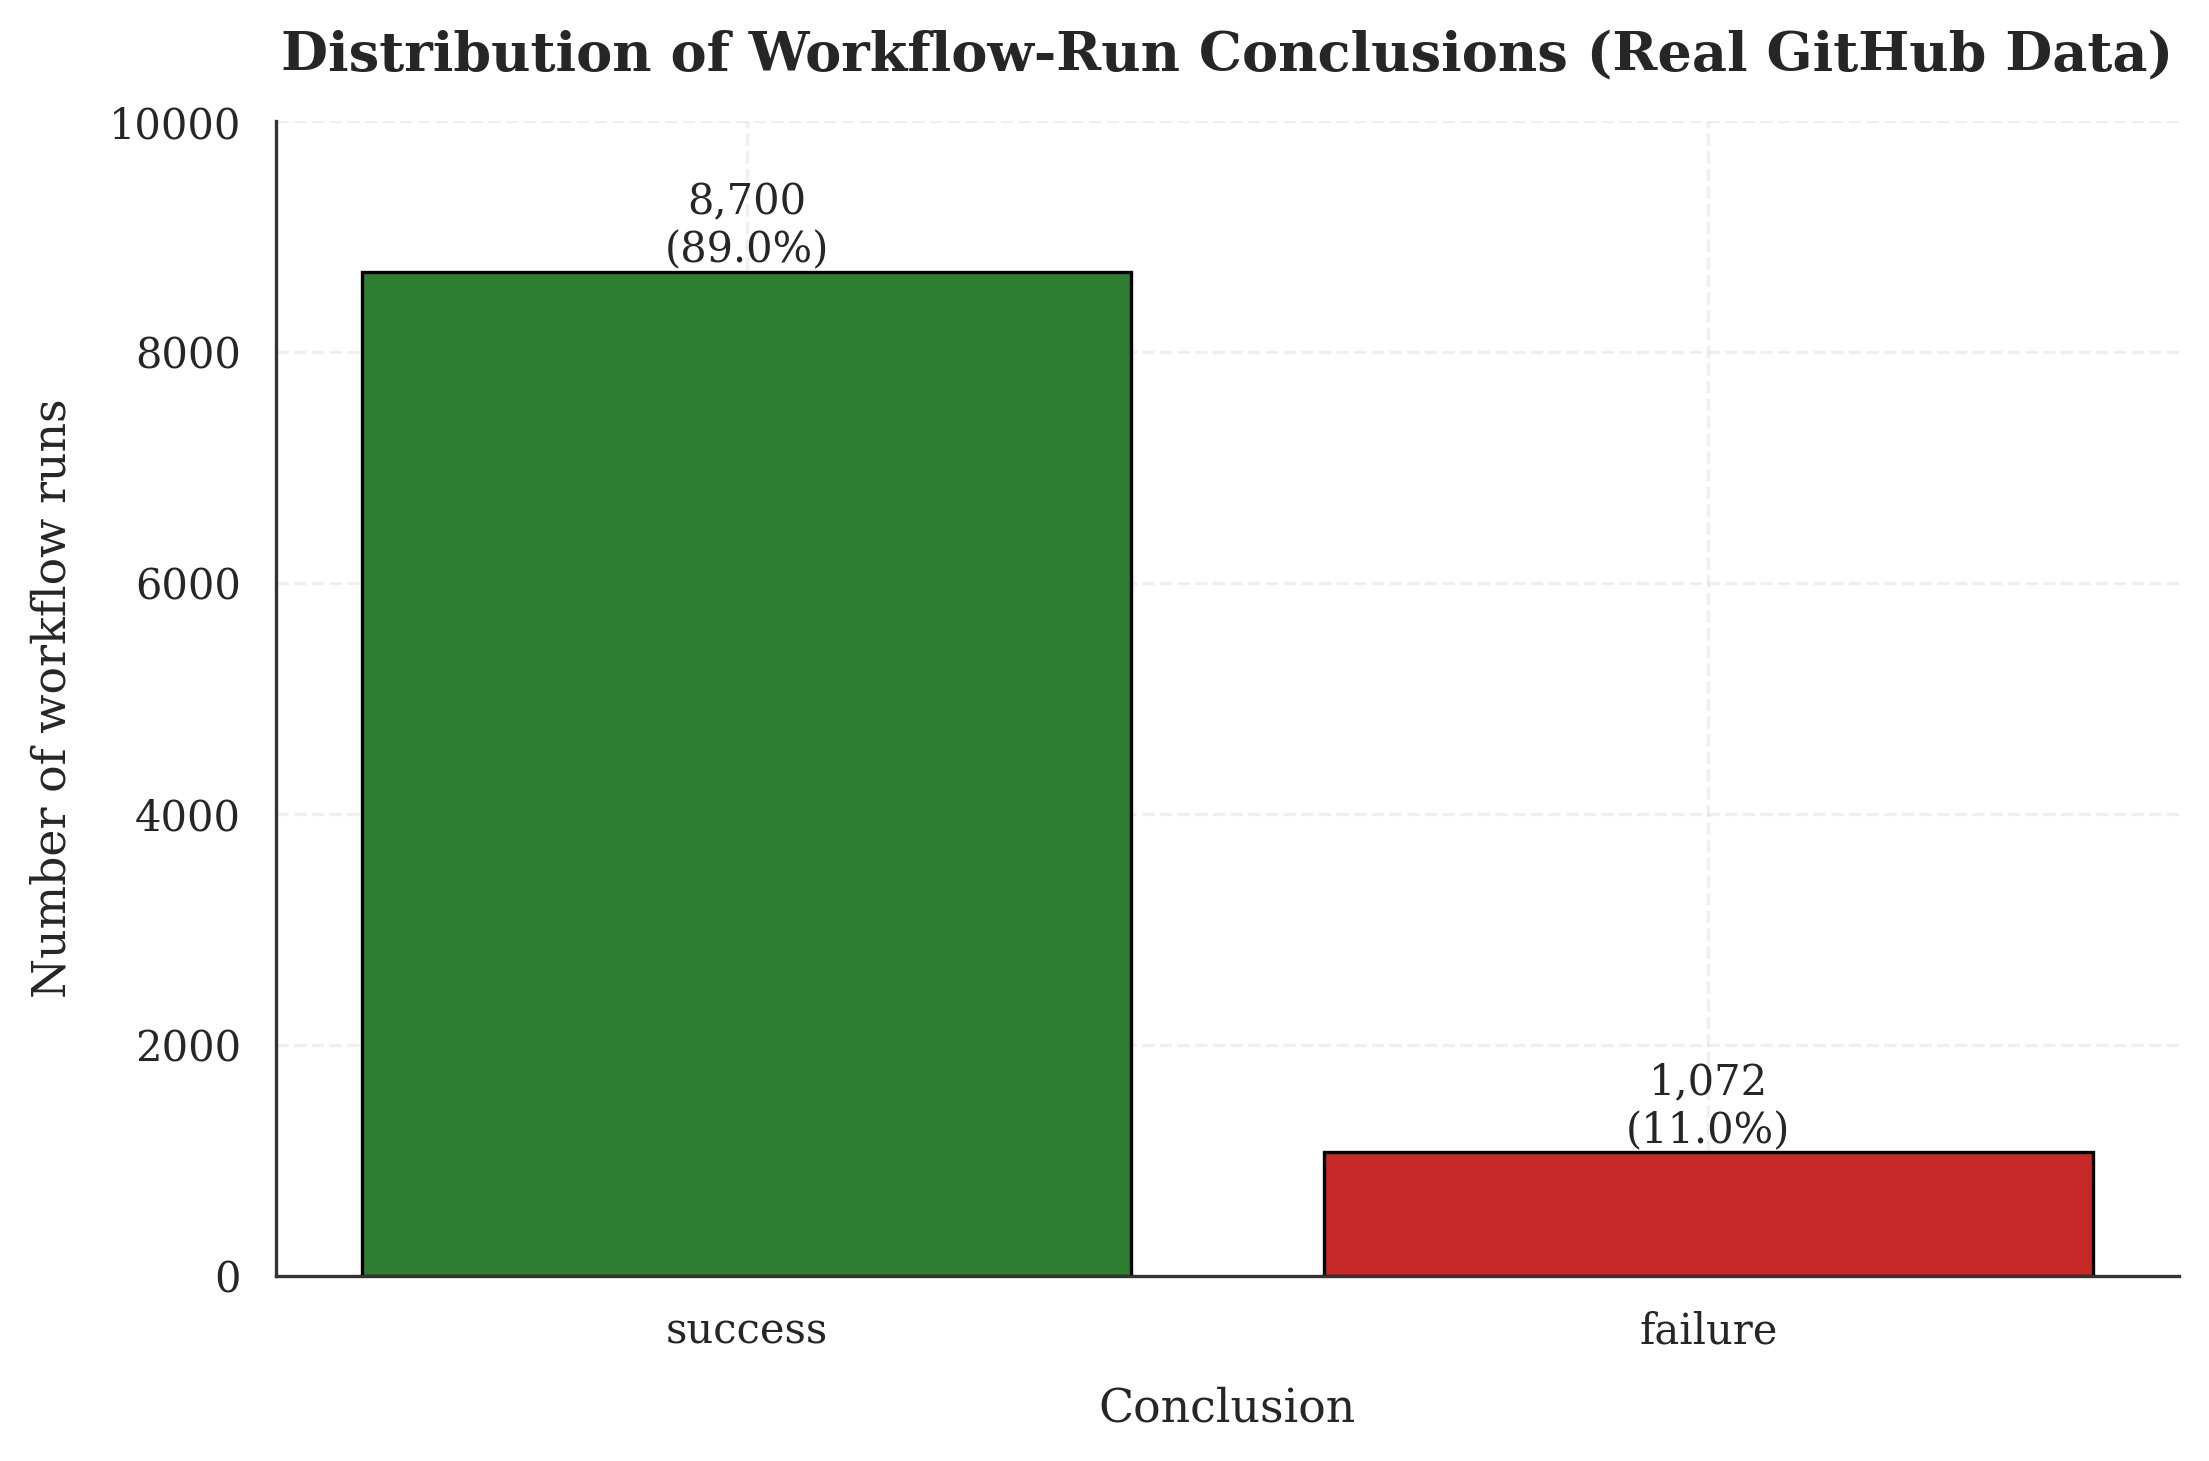 Distribution of Workflow-Run Conclusions (Real GitHub Data)
10000
8000
6000
4000
2000
0
Number of workflow runs
8,700
(89.0%)
1,072
(11.0%)
success
failure
Conclusion